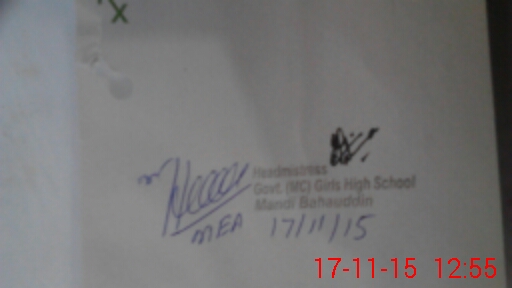 x
Headmistress
Govt. (MC) Girls High School
Mandi Bahauddin
MEA 17/11/15
17-11-15 12:55